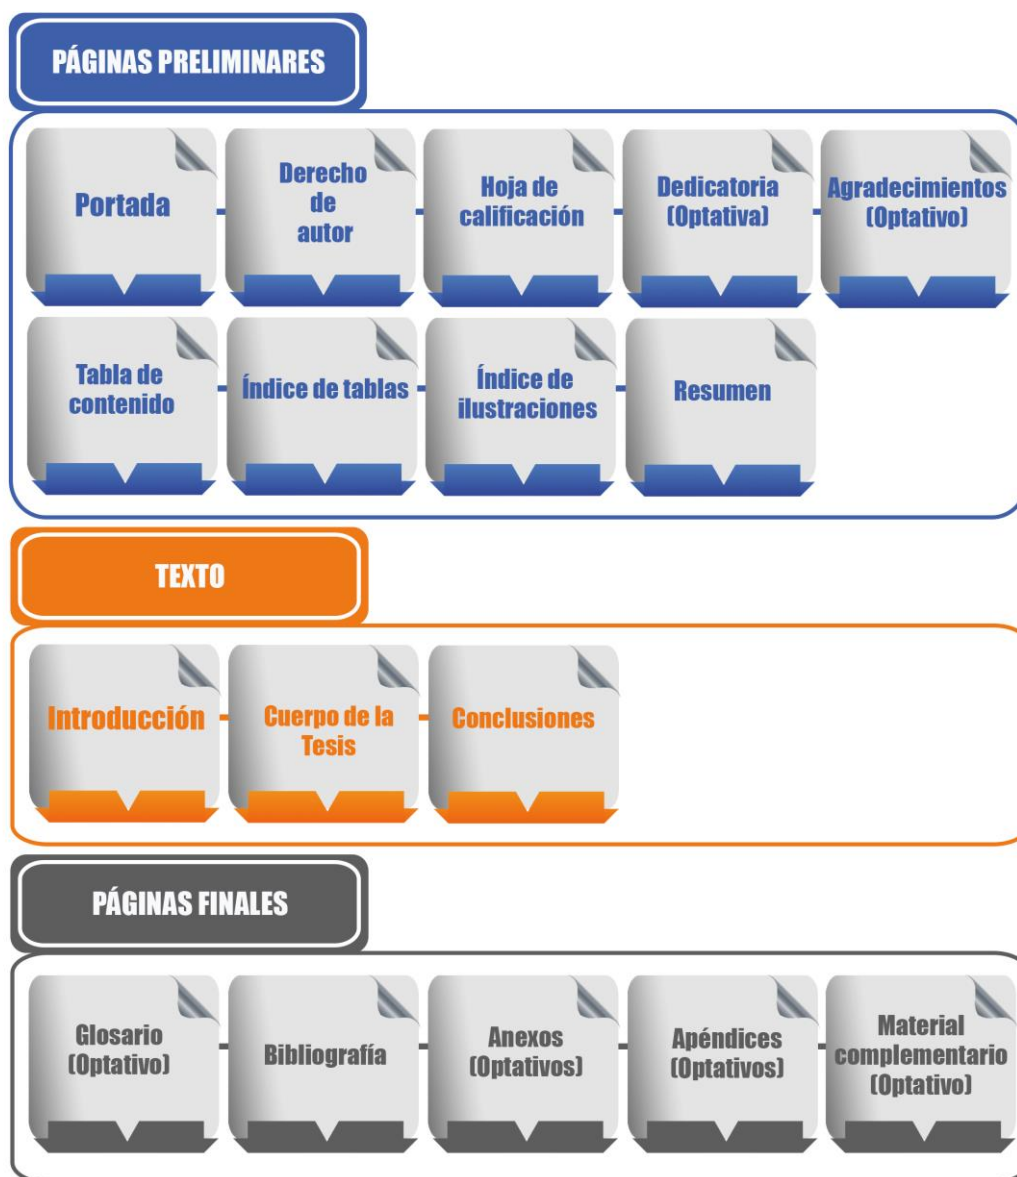 PÁGINAS PRELIMINARES
Portada
Derecho
de
autor
Hoja de
calificación
Dedicatoria
(Optativa)
Agradecimientos
(Optativo)
Tabla de
contenido
Índice de tablas
Índice de
ilustraciones
Resumen
TEXTO
Introducción
Cuerpo de la
Tesis
Conclusiones
PÁGINAS FINALES
Glosario
(Optativo)
Bibliografía
Anexos
(Optativos)
Apéndices
(Optativos)
Material
complementario
(Optativo)